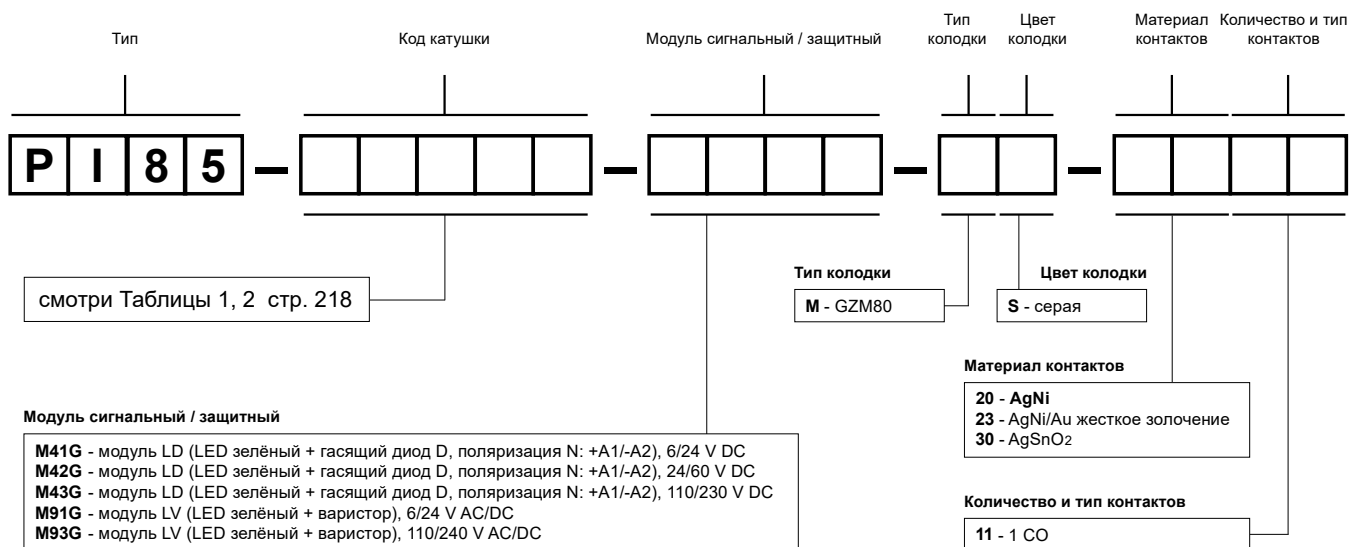 Тип
Код катушки
Модуль сигнальный / защитный
Тип
колодки
Цвет
колодки
Материал
контактов
Количество и тип
контактов
P I 8 5 – – – –
смотри Таблицы 1, 2 стр. 218
Тип колодки
M - GZM80
Цвет колодки
S - серая
Материал контактов
20 - AgNi
23 - AgNi/Au жесткое золочение
30 - AgSnO2
Модуль сигнальный / защитный
M41G - модуль LD (LED зелёный + гасящий диод D, поляризация N: +A1/-A2), 6/24 V DC
M42G - модуль LD (LED зелёный + гасящий диод D, поляризация N: +A1/-A2), 24/60 V DC
M43G - модуль LD (LED зелёный + гасящий диод D, поляризация N: +A1/-A2), 110/230 V DC
M91G - модуль LV (LED зелёный + варистор), 6/24 V AC/DC
M93G - модуль LV (LED зелёный + варистор), 110/240 V AC/DC
Количество и тип контактов
11 - 1 CO